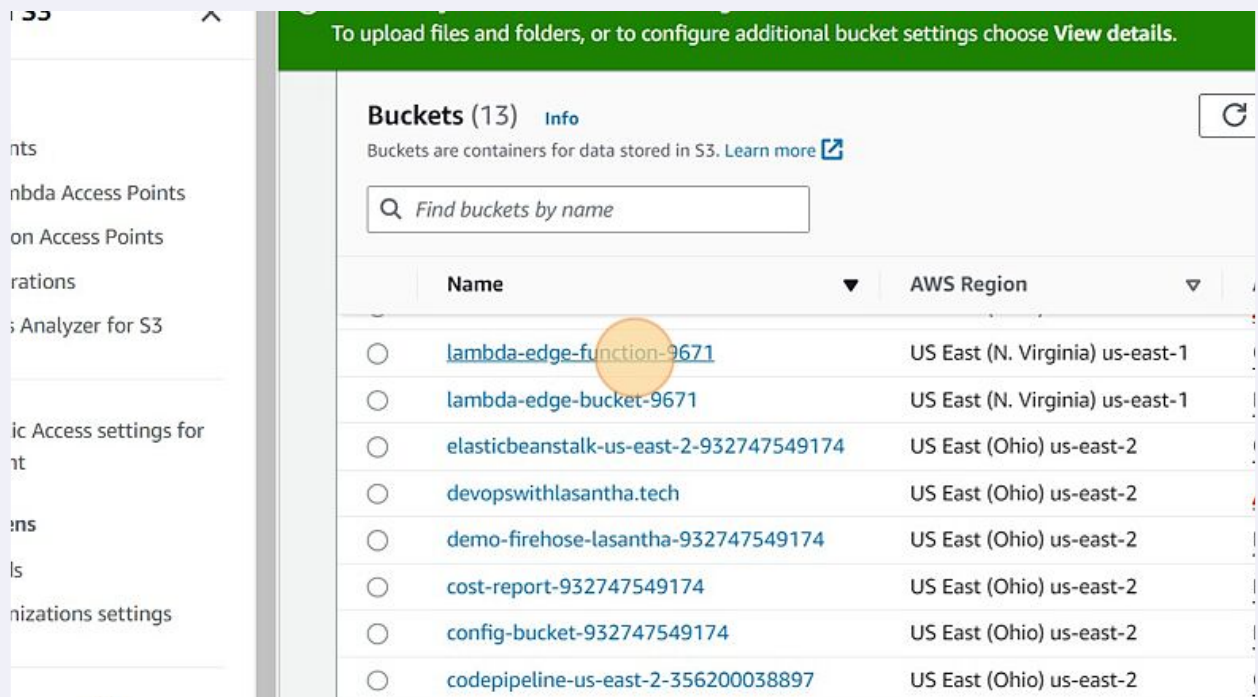 S3
To upload files and folders, or to configure additional bucket settings choose View details.
Buckets (13) Info
Buckets are containers for data stored in S3. Learn more
Find buckets by name
Name AWS Region
lambda-edge-function-9671 US East (N. Virginia) us-east-1
lambda-edge-bucket-9671 US East (N. Virginia) us-east-1
elasticbeanstalk-us-east-2-932747549174 US East (Ohio) us-east-2
devopswithlasantha.tech US East (Ohio) us-east-2
demo-firehose-lasantha-932747549174 US East (Ohio) us-east-2
cost-report-932747549174 US East (Ohio) us-east-2
config-bucket-932747549174 US East (Ohio) us-east-2
codepipeline-us-east-2-356200038897 US East (Ohio) us-east-2
nts
mbda Access Points
on Access Points
rations
s Analyzer for S3
ic Access settings for
nt
ens
ls
nizations settings